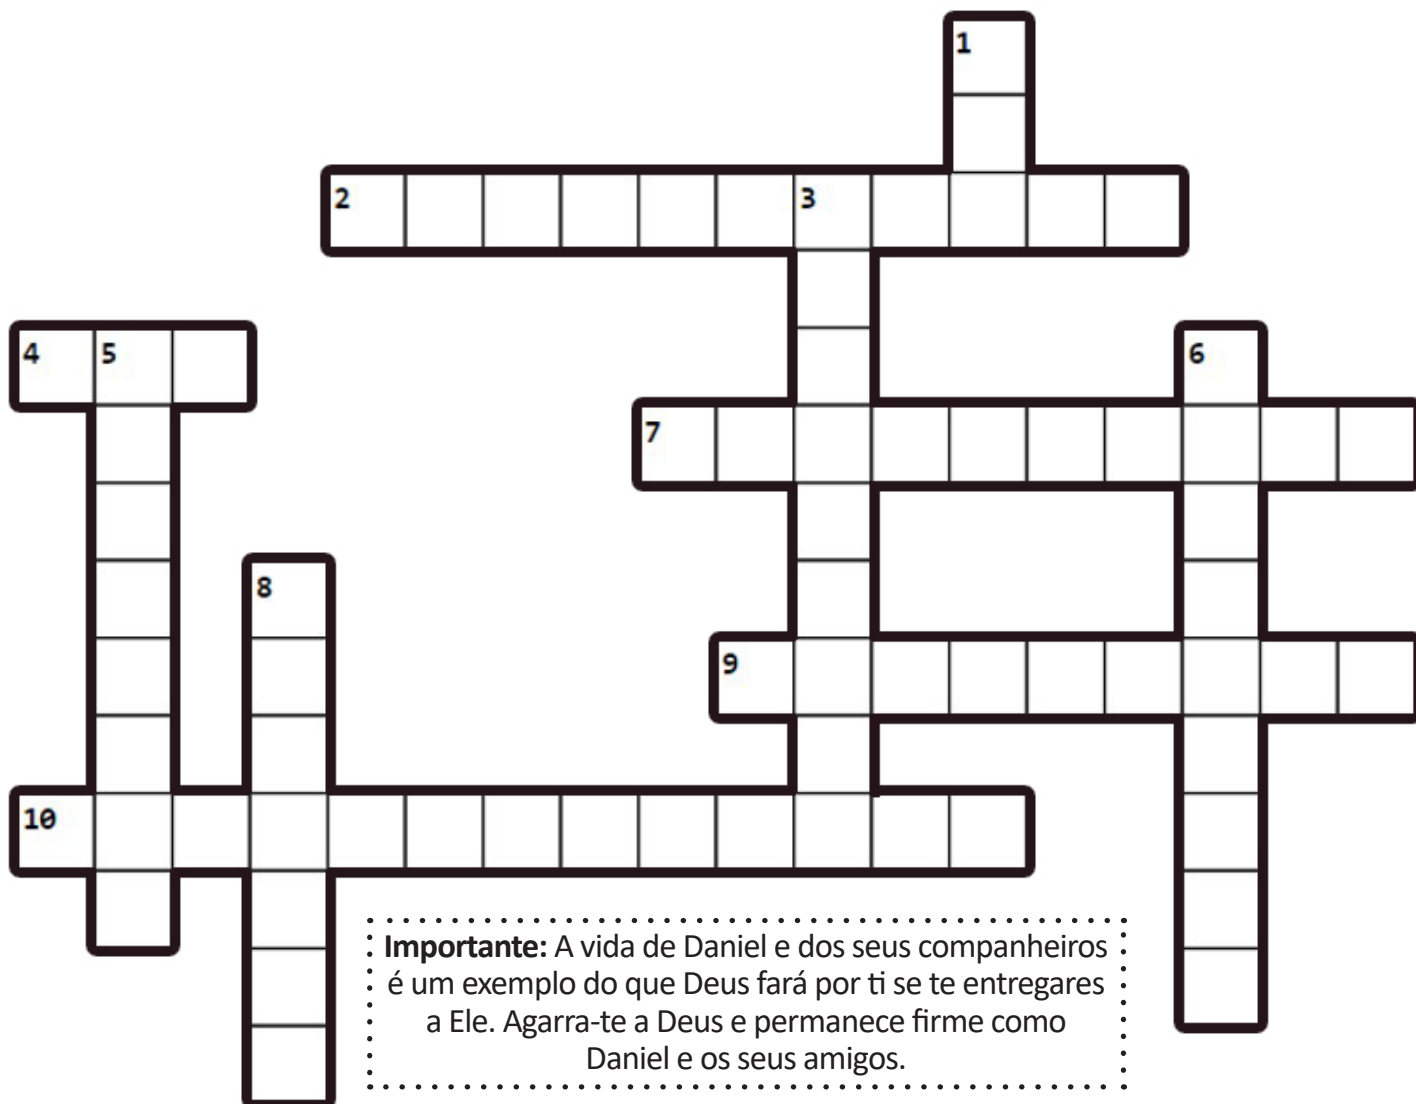 1
2 3
4 5 6
7
8
9
10
Importante: A vida de Daniel e dos seus companheiros
é um exemplo do que Deus fará por ti se te entregares
a Ele. Agarra-te a Deus e permanece firme como
Daniel e os seus amigos.